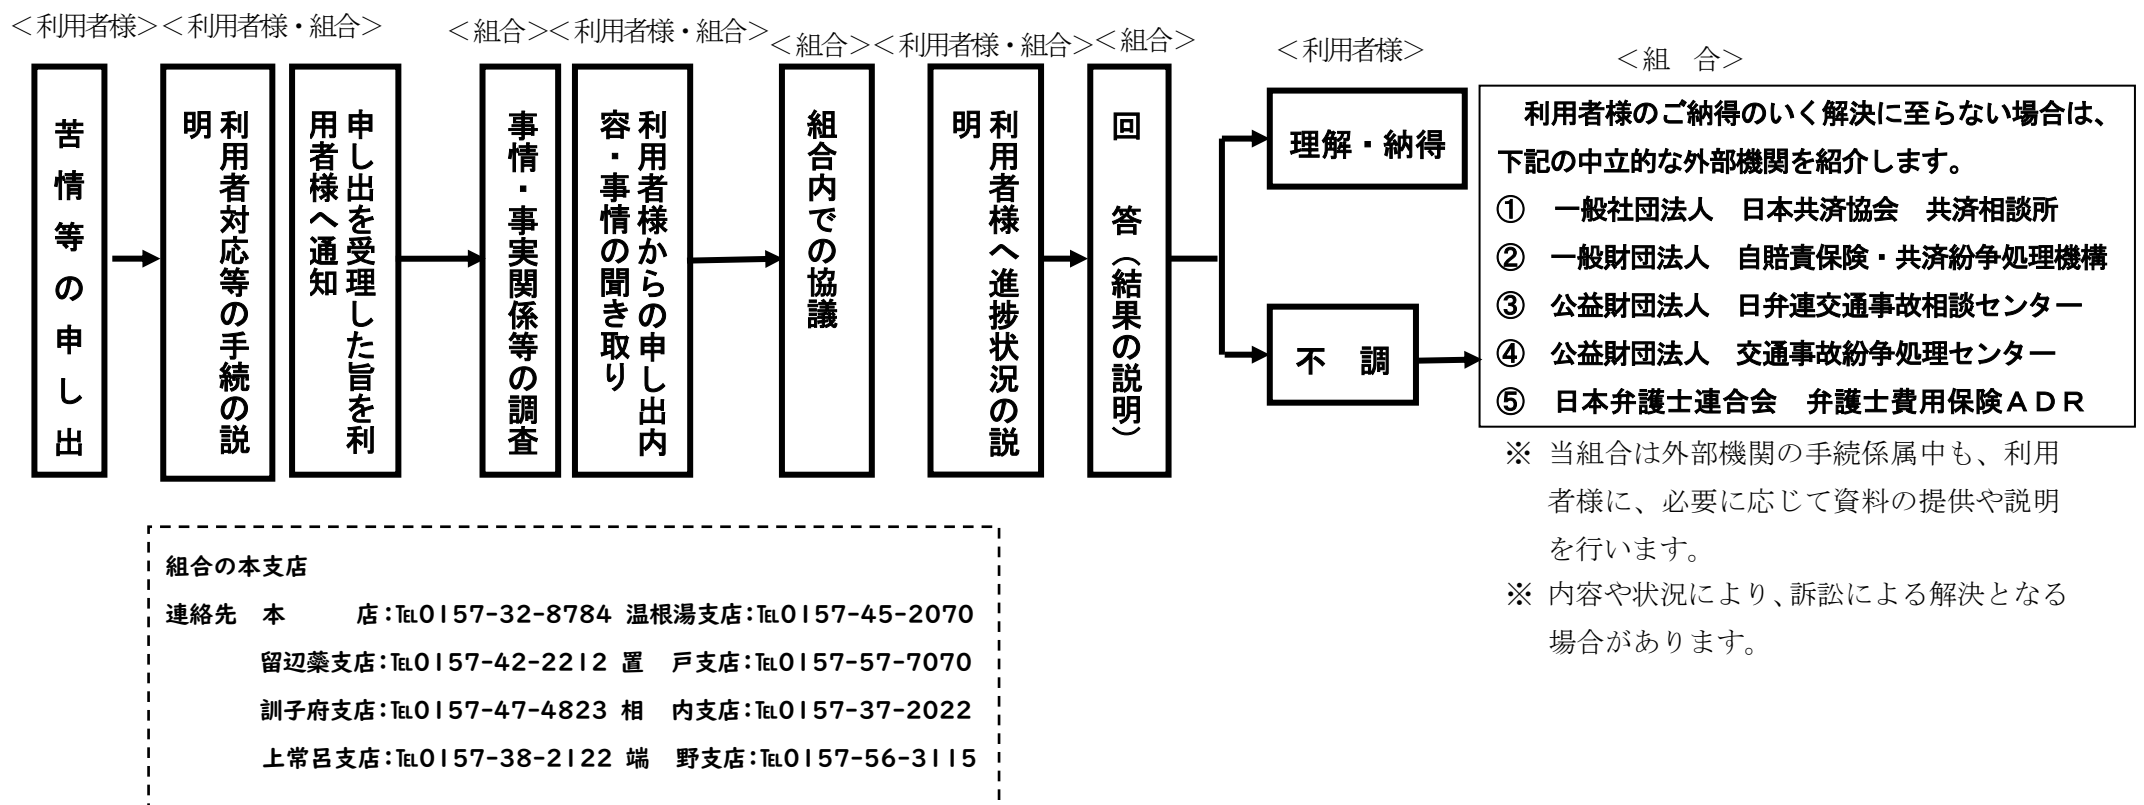 ＜利用者様＞
＜利用者様・組合＞
＜組合＞
＜利用者様・組合＞
＜組合＞
＜利用者様・組合＞
＜組合＞
＜利用者様＞
＜組　合＞
苦情等の申し出
利用者対応等の手続の説
明
申し出を受理した旨を利
用者様へ通知
事情・事実関係等の調査
利用者様からの申し出内
容・事情の聞き取り
組合内での協議
利用者様へ進捗状況の説
明
回　答（結果の説明）
理解・納得
不　調
利用者様のご納得のいく解決に至らない場合は、
下記の中立的な外部機関を紹介します。
①　一般社団法人　日本共済協会　共済相談所
②　一般財団法人　自賠責保険・共済紛争処理機構
③　公益財団法人　日弁連交通事故相談センター
④　公益財団法人　交通事故紛争処理センター
⑤　日本弁護士連合会　弁護士費用保険ＡＤＲ
※ 当組合は外部機関の手続係属中も、利用
者様に、必要に応じて資料の提供や説明
を行います。
※ 内容や状況により、訴訟による解決となる
場合があります。
組合の本支店
連絡先　本　　　店：℡0157-32-8784 温根湯支店：℡0157-45-2070
留辺蘂支店：℡0157-42-2212 置　戸支店：℡0157-57-7070
訓子府支店：℡0157-47-4823 相　内支店：℡0157-37-2022
上常呂支店：℡0157-38-2122 端　野支店：℡0157-56-3115